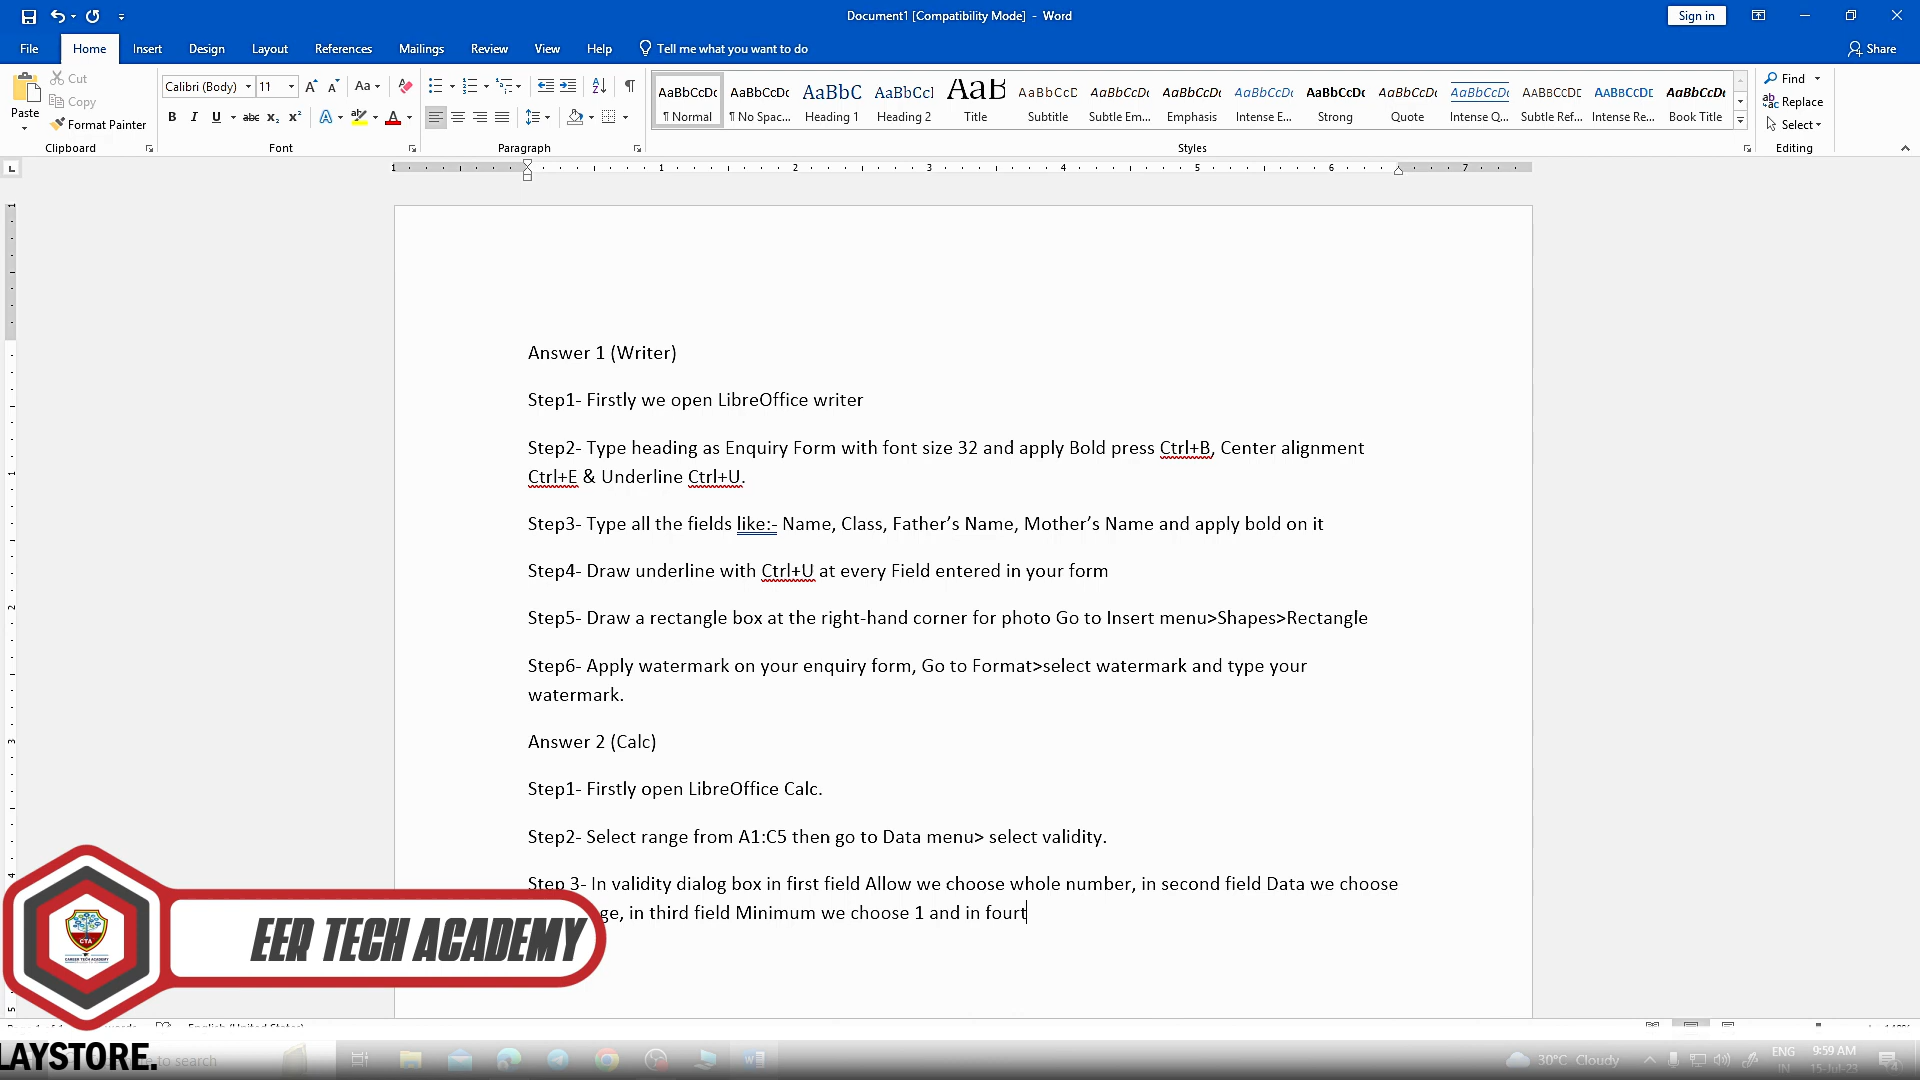 Document1 [Compatibility Mode] - Word
Sign in
File Home Insert Design Layout References Mailings Review View Help Tell me what you want to do
Share
Paste
Cut
Copy
Format Painter
Clipboard
Calibri (Body) 11
Font
Paragraph
AaBbCcDc AaBbCcDc AaBbC AaBbCcI AaB AaBbCcD AaBbCcDc AaBbCcDc AaBbCcDc AaBbCcDc AaBbCcDc AaBbCcDc AABBCCDE AABBCCDE AaBbCcDc
¶ Normal ¶ No Spac... Heading 1 Heading 2 Title Subtitle Subtle Em... Emphasis Intense E... Strong Quote Intense Q... Subtle Ref... Intense Re... Book Title
Styles
Find
Replace
Select
Editing
1 1 2 3 4 5 6 7
Answer 1 (Writer)
Step1- Firstly we open LibreOffice writer
Step2- Type heading as Enquiry Form with font size 32 and apply Bold press Ctrl+B, Center alignment
Ctrl+E & Underline Ctrl+U.
Step3- Type all the fields like:- Name, Class, Father’s Name, Mother’s Name and apply bold on it
Step4- Draw underline with Ctrl+U at every Field entered in your form
Step5- Draw a rectangle box at the right-hand corner for photo Go to Insert menu>Shapes>Rectangle
Step6- Apply watermark on your enquiry form, Go to Format>select watermark and type your
watermark.
Answer 2 (Calc)
Step1- Firstly open LibreOffice Calc.
Step2- Select range from A1:C5 then go to Data menu> select validity.
Step 3- In validity dialog box in first field Allow we choose whole number, in second field Data we choose
ge, in third field Minimum we choose 1 and in fourt
EER TECH ACADEMY
CTA
CAREER TECH ACADEMY
LAYSTORE.
to search
30°C Cloudy
ENG
IN
9:59 AM
15-Jul-23